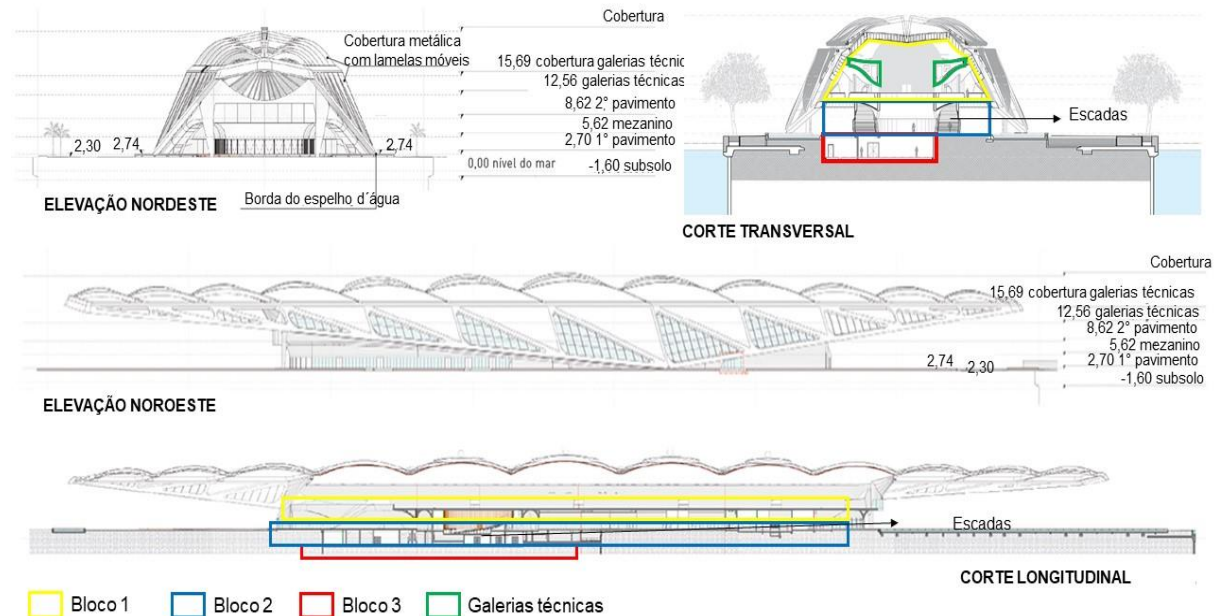 Cobertura
Cobertura metálica
com lamelas móveis
15,69 cobertura galerias técnic
12,56 galerias técnicas
8,62 2° pavimento
5,62 mezanino
2,70 1° pavimento
0,00 nível do mar
-1,60 subsolo
2,30
2,74
2,74
Borda do espelho d´água
ELEVAÇÃO NORDESTE
Escadas
CORTE TRANSVERSAL
Cobertura
15,69 cobertura galerias técnicas
12,56 galerias técnicas
8,62 2° pavimento
5,62 mezanino
2,70 1° pavimento
-1,60 subsolo
2,74
2,30
ELEVAÇÃO NOROESTE
Escadas
CORTE LONGITUDINAL
Bloco 1
Bloco 2
Bloco 3
Galerias técnicas